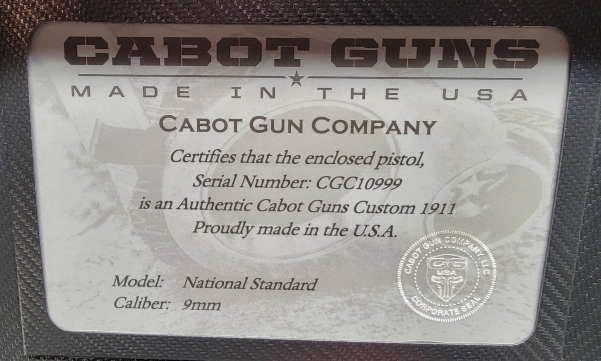 CABOT GUNS
MADE IN THE USA
CABOT GUN COMPANY
Certifies that the enclosed pistol,
Serial Number: CGC10999
is an Authentic Cabot Guns Custom 1911
Proudly made in the U.S.A.
CABOT GUN COMPANY, LLC
USA
CORPORATE SEAL
Model: National Standard
Caliber: 9mm